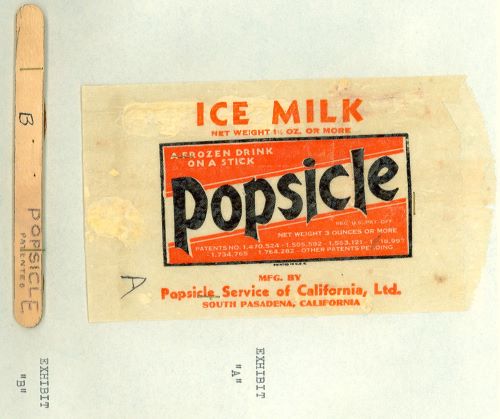 B
POPSICLE
PATENTED
ICE MILK
NET WEIGHT 1½ OZ. OR MORE
A FROZEN DRINK
ON A STICK
Popsicle
REG. U.S. PAT. OFF.
NET WEIGHT 3 OUNCES OR MORE
PATENTS NO. 1,470,524 - 1,505,592 - 1,553,121 -
1,734,765 1,764,282 - OTHER PATENTS PENDING
PRINTED IN U.S.A.
A
MFG. BY
Popsicle Service of California, Ltd.
SOUTH PASADENA, CALIFORNIA
EXHIBIT
"B"
EXHIBIT
"A"